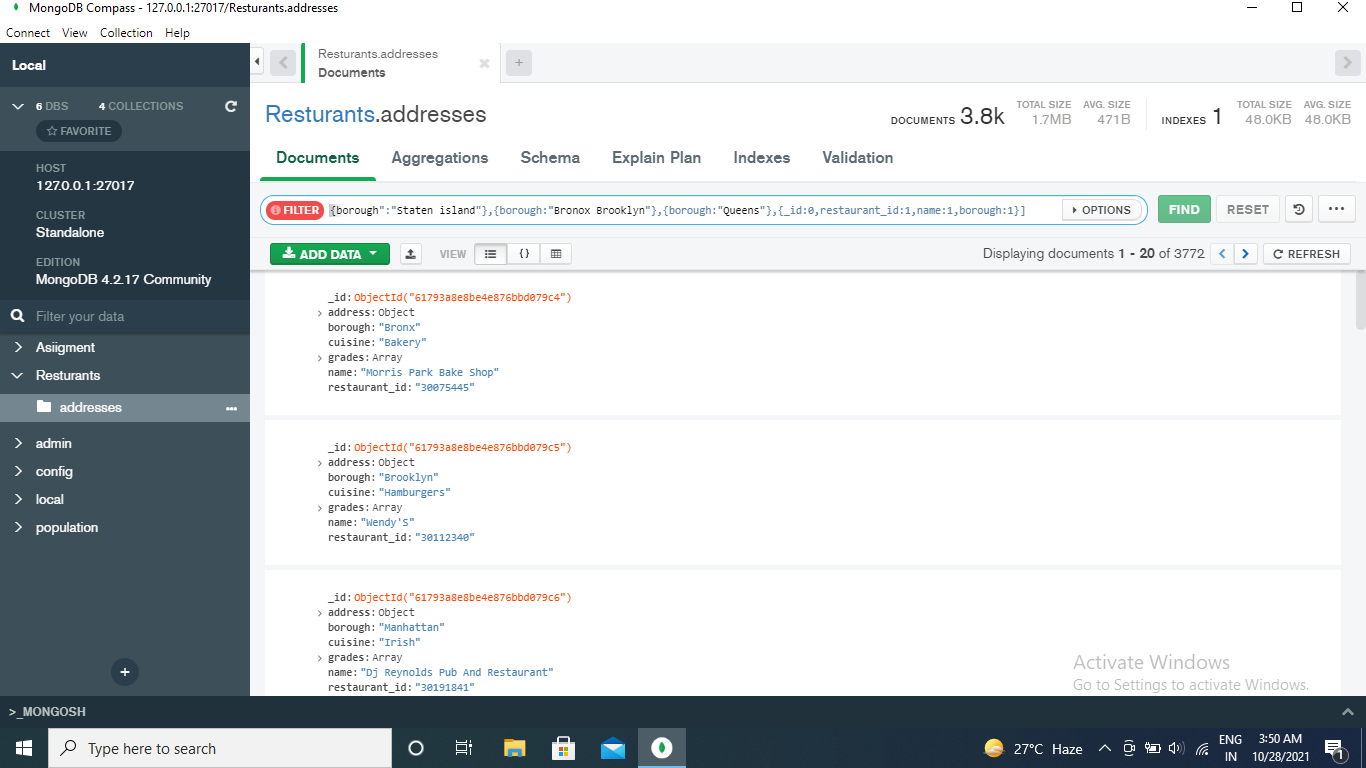 MongoDB Compass - 127.0.0.1:27017/Resturants.addresses
Connect View Collection Help
Local
Resturants.addresses
Documents
6 DBS 4 COLLECTIONS
FAVORITE
HOST
127.0.0.1:27017
CLUSTER
Standalone
EDITION
MongoDB 4.2.17 Community
Filter your data
Asiigment
Resturants
addresses
admin
config
local
population
Resturants.addresses
DOCUMENTS 3.8k TOTAL SIZE 1.7MB AVG. SIZE 471B INDEXES 1 TOTAL SIZE 48.0KB AVG. SIZE 48.0KB
Documents Aggregations Schema Explain Plan Indexes Validation
FILTER {borough":"Staten island"},{borough:"Bronox Brooklyn"},{borough:"Queens"},{_id:0,restaurant_id:1,name:1,borough:1}] OPTIONS FIND RESET
ADD DATA VIEW { } Displaying documents 1 - 20 of 3772 REFRESH
_id: ObjectId("61793a8e8be4e876bbd079c4")
address: Object
borough: "Bronx"
cuisine: "Bakery"
grades: Array
name: "Morris Park Bake Shop"
restaurant_id: "30075445"
_id: ObjectId("61793a8e8be4e876bbd079c5")
address: Object
borough: "Brooklyn"
cuisine: "Hamburgers"
grades: Array
name: "Wendy'S"
restaurant_id: "30112340"
_id: ObjectId("61793a8e8be4e876bbd079c6")
address: Object
borough: "Manhattan"
cuisine: "Irish"
grades: Array
name: "Dj Reynolds Pub And Restaurant"
restaurant_id: "30191841"
Activate Windows
Go to Settings to activate Windows.
>_MONGOSH
Type here to search
27°C Haze
ENG
IN
3:50 AM
10/28/2021
1